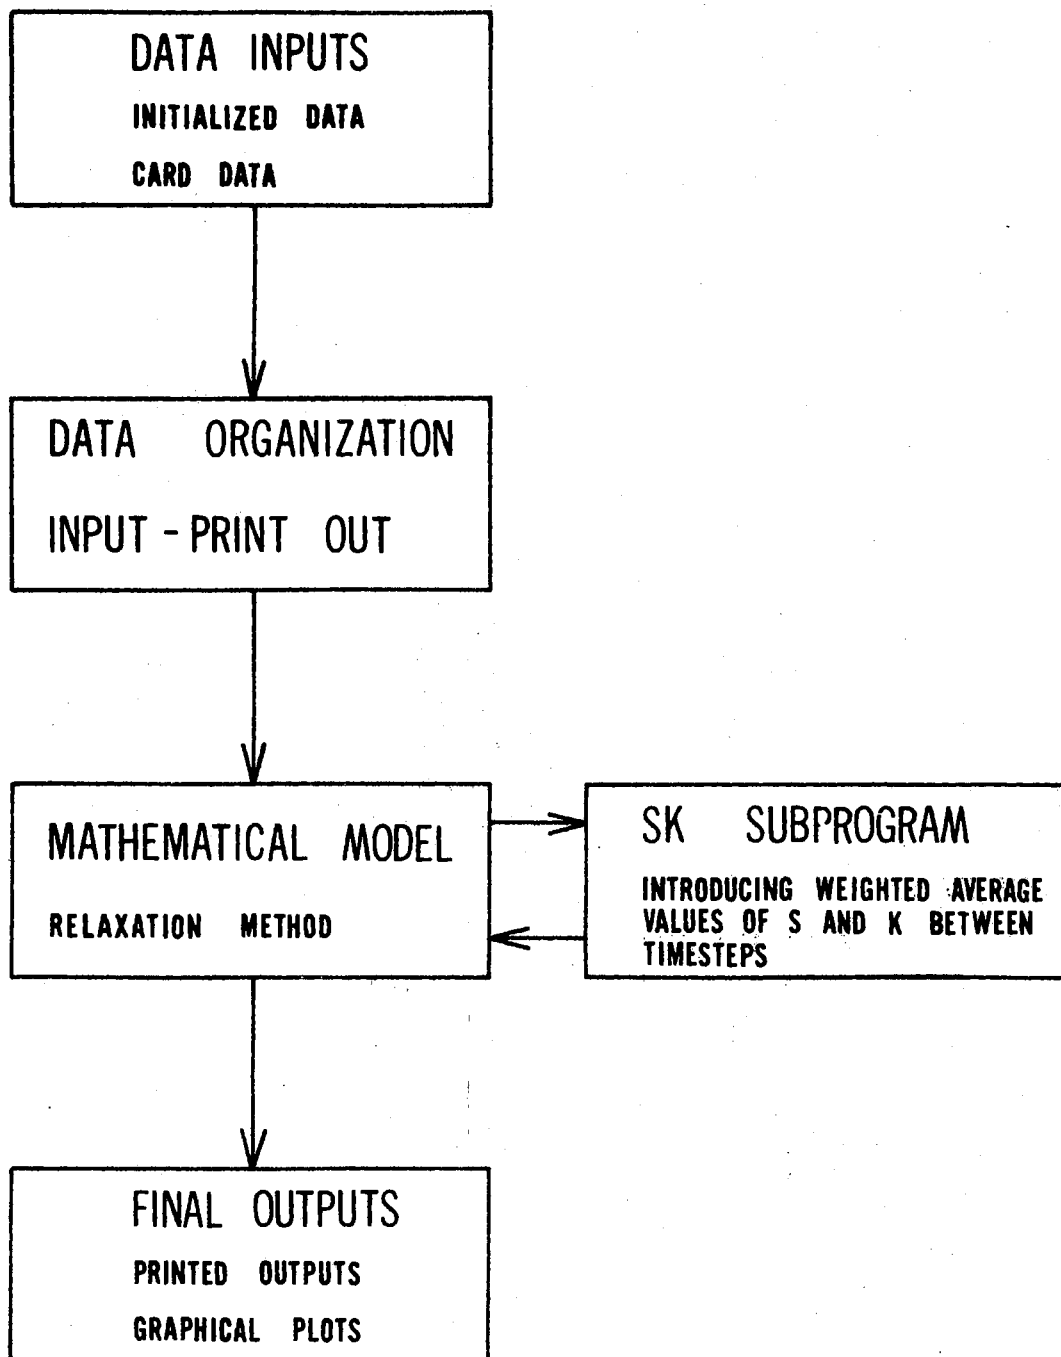 DATA INPUTS
INITIALIZED DATA
CARD DATA
DATA ORGANIZATION
INPUT - PRINT OUT
MATHEMATICAL MODEL
RELAXATION METHOD
SK SUBPROGRAM
INTRODUCING WEIGHTED AVERAGE
VALUES OF S AND K BETWEEN
TIMESTEPS
FINAL OUTPUTS
PRINTED OUTPUTS
GRAPHICAL PLOTS